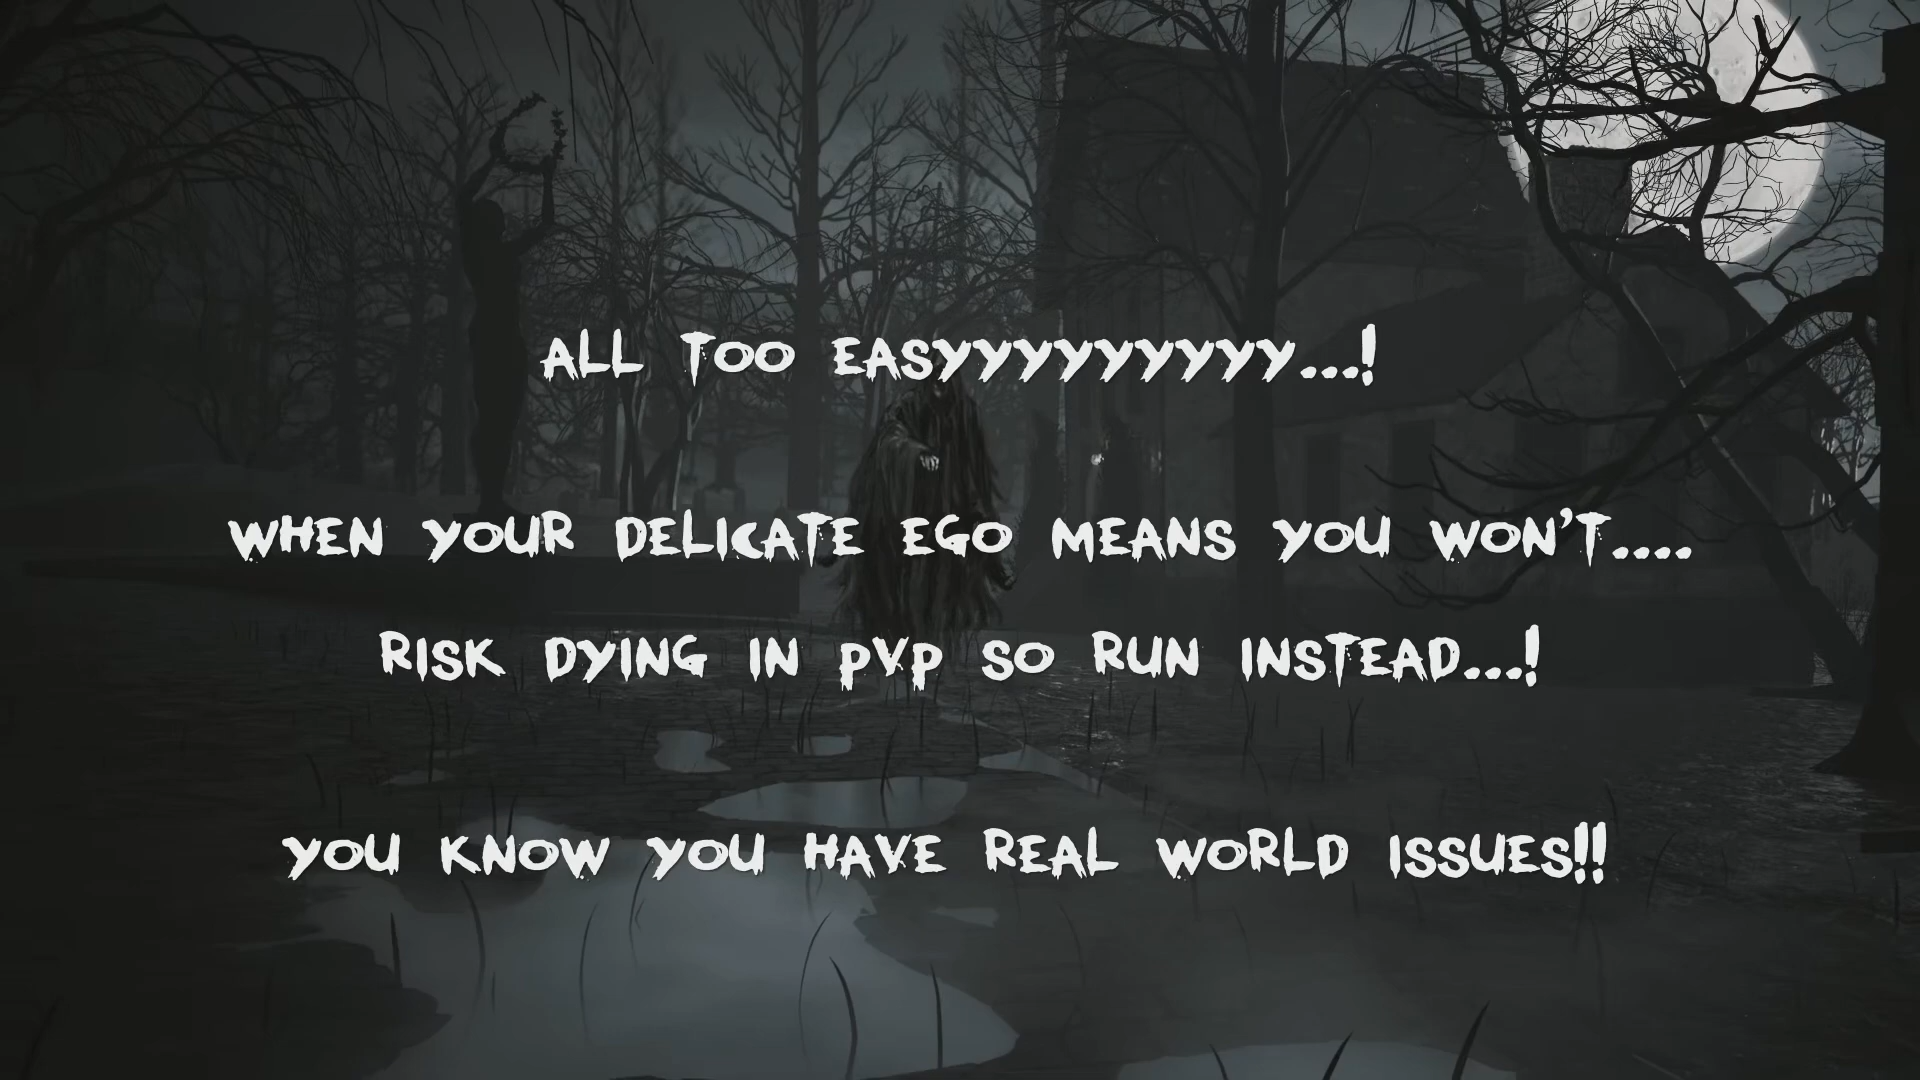 ALL TOO EASYYYYYYYYY...!
WHEN YOUR DELICATE EGO MEANS YOU WON'T....
RISK DYING IN PVP SO RUN INSTEAD...!
YOU KNOW YOU HAVE REAL WORLD ISSUES!!